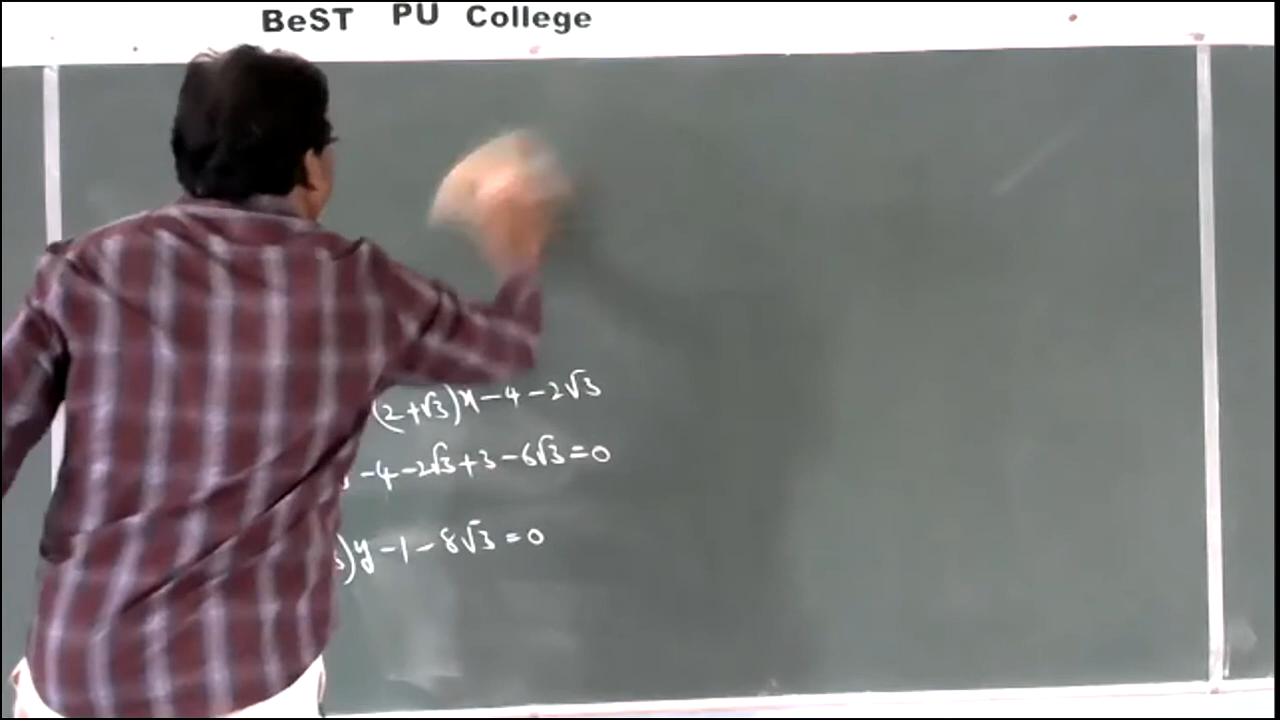 BeST PU College
(2+√3)x-4-2√3
-4-2√3+3-6√3=0
)y-1-8√3=0